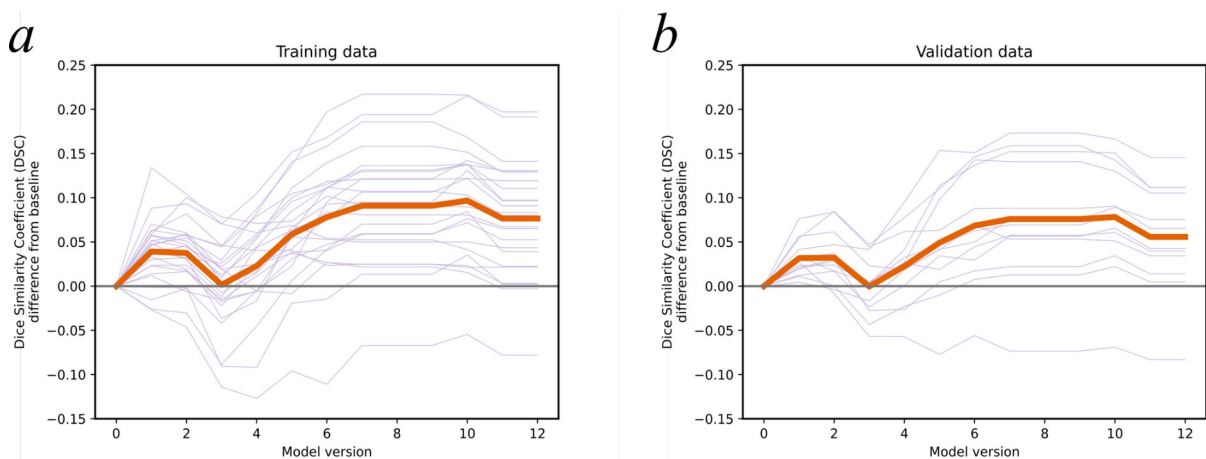 a
Training data
Dice Similarity Coefficient (DSC)
difference from baseline
0.25
0.20
0.15
0.10
0.05
0.00
−0.05
−0.10
−0.15
0 2 4 6 8 10 12
Model version
b
Validation data
Dice Similarity Coefficient (DSC)
difference from baseline
0.25
0.20
0.15
0.10
0.05
0.00
−0.05
−0.10
−0.15
0 2 4 6 8 10 12
Model version